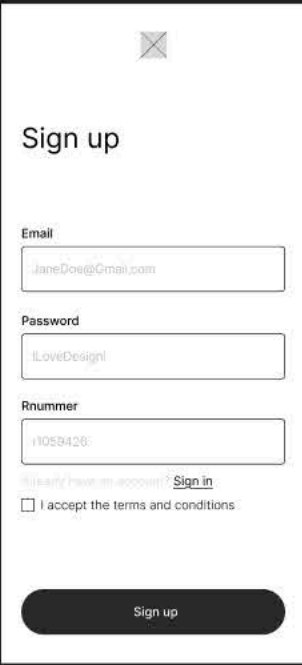 Sign up
Email
JaneDoe@Gmail.com
Password
ILoveDesign!
Rnummer
r1059426
Already have an account? Sign in
I accept the terms and conditions
Sign up